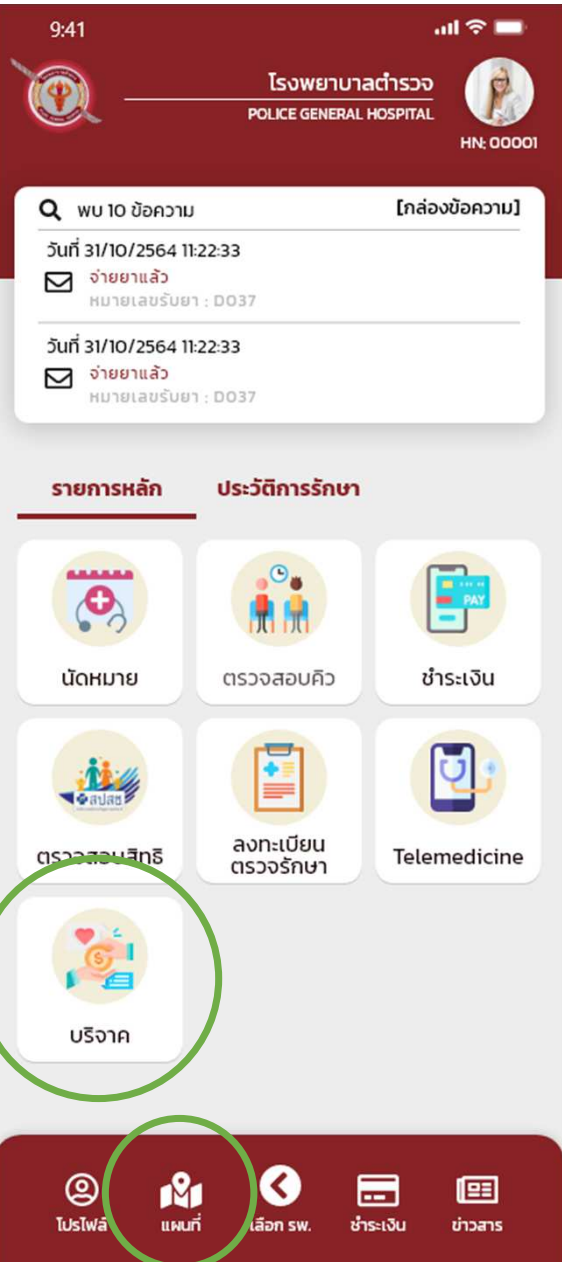 9:41
โรงพยาบาลตำรวจ
POLICE GENERAL HOSPITAL
HN: 00001
พบ 10 ข้อความ [กล่องข้อความ]
วันที่ 31/10/2564 11:22:33
จ่ายยาแล้ว
หมายเลขรับยา : D037
วันที่ 31/10/2564 11:22:33
จ่ายยาแล้ว
หมายเลขรับยา : D037
รายการหลัก ประวัติการรักษา
PAY
นัดหมาย ตรวจสอบคิว ชำระเงิน
สปสช.
ตรวจสอบสิทธิ ลงทะเบียน Telemedicine
ตรวจรักษา
บริจาค
โปรไฟล์ แผนที่ เลือก รพ. ชำระเงิน ข่าวสาร